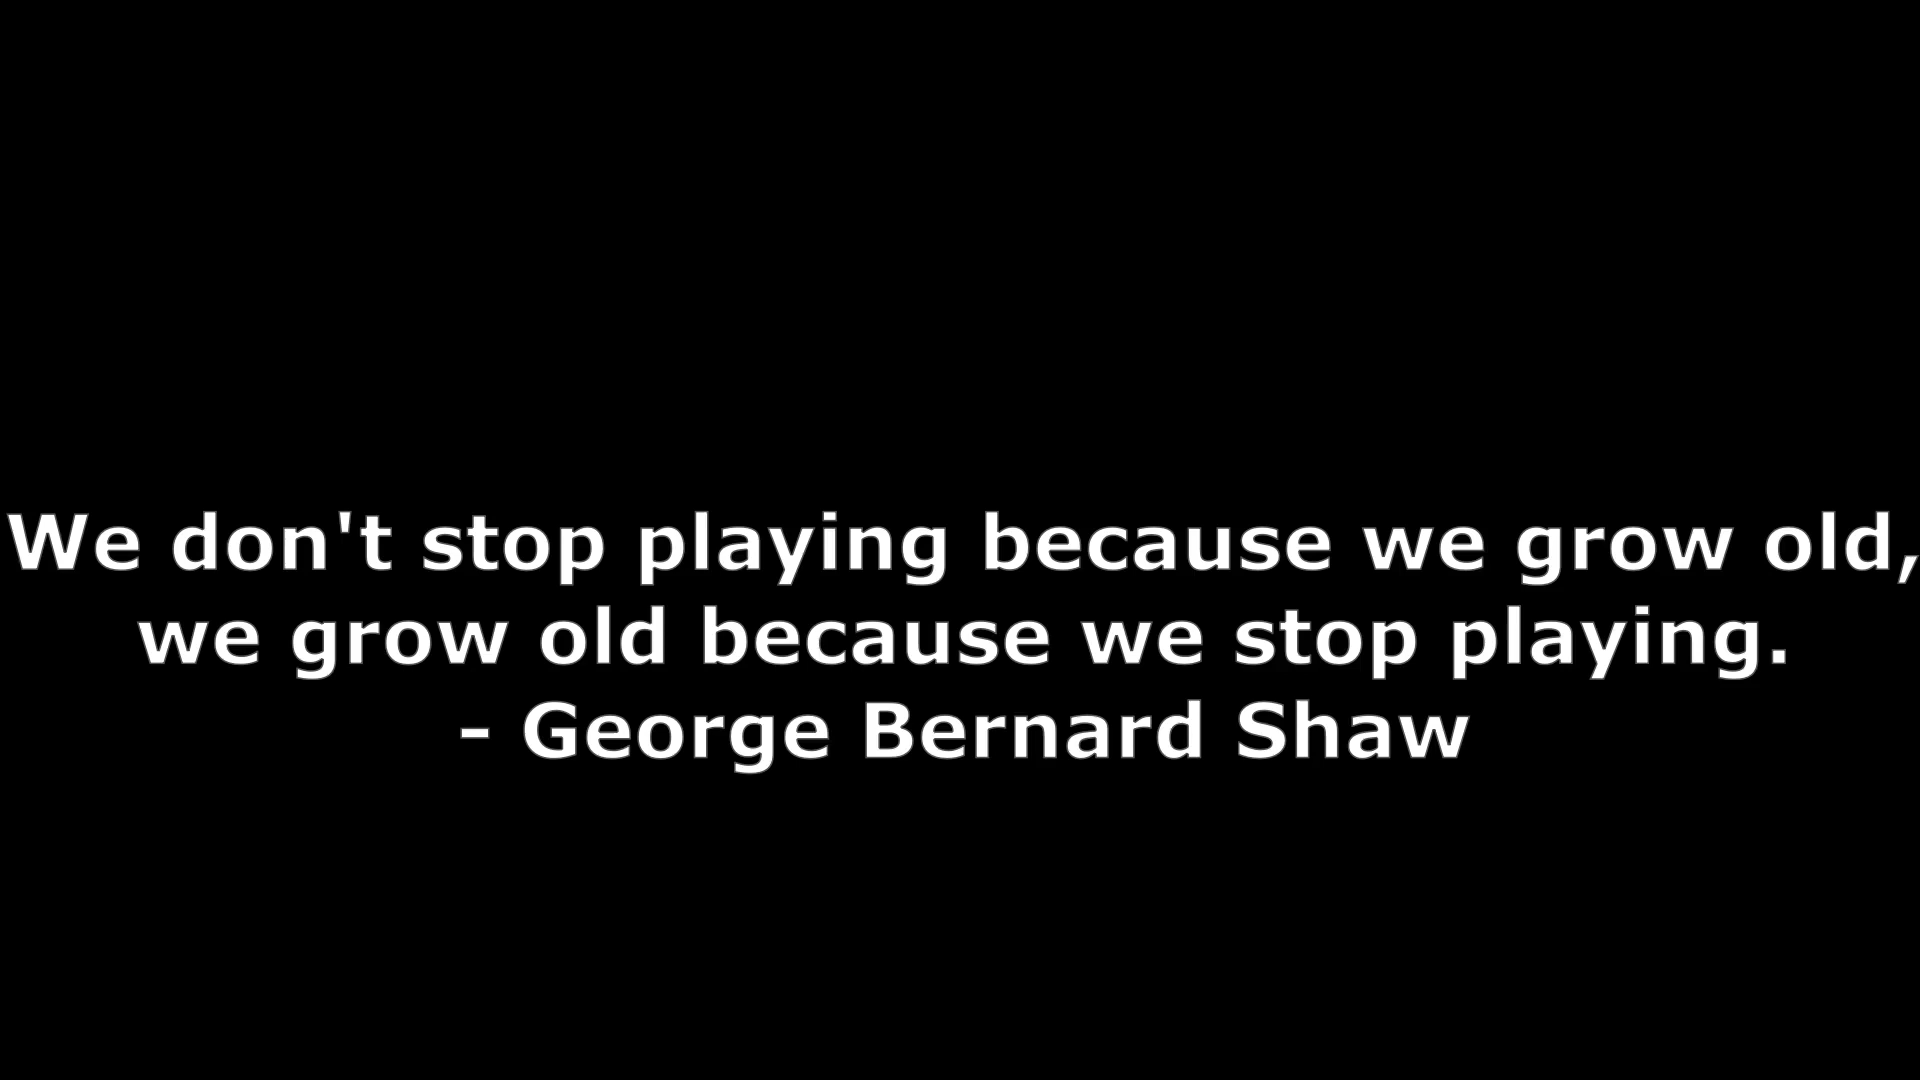 We don't stop playing because we grow old,
we grow old because we stop playing.
- George Bernard Shaw